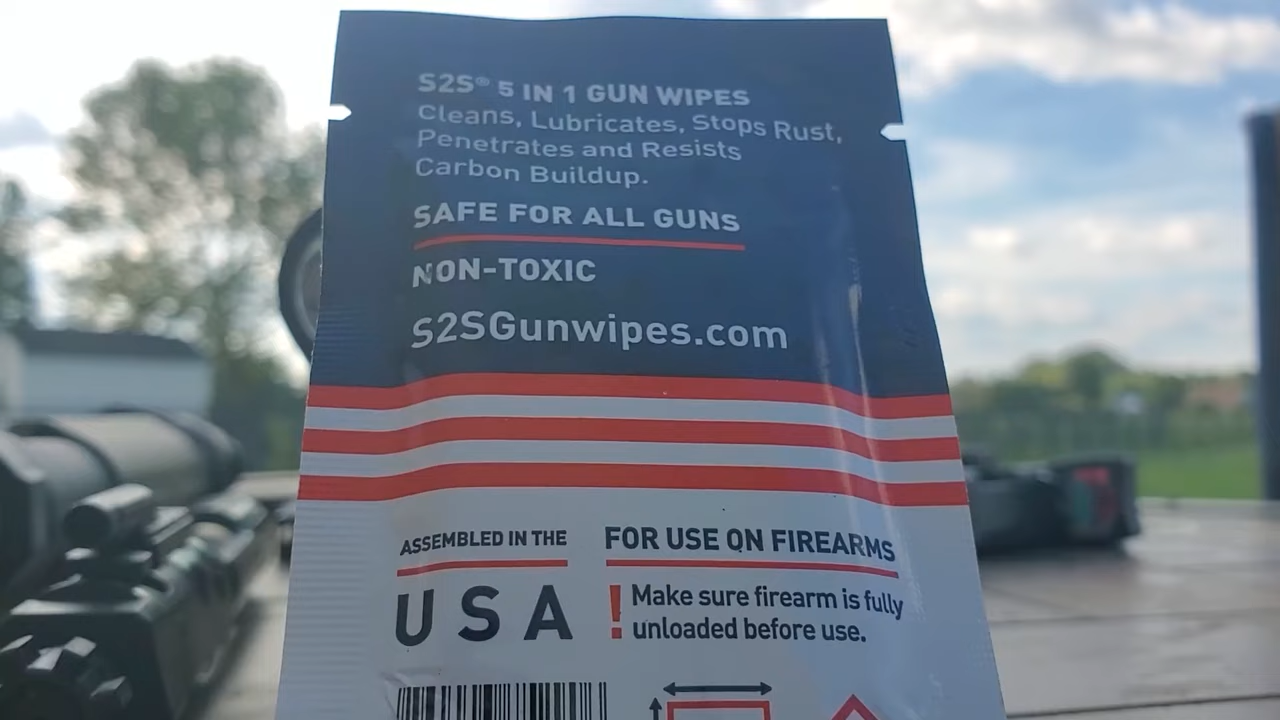 S2S® 5 IN 1 GUN WIPES
Cleans, Lubricates, Stops Rust,
Penetrates and Resists
Carbon Buildup.
SAFE FOR ALL GUNS
NON-TOXIC
S2SGunwipes.com
ASSEMBLED IN THE
USA
FOR USE ON FIREARMS
! Make sure firearm is fully
unloaded before use.